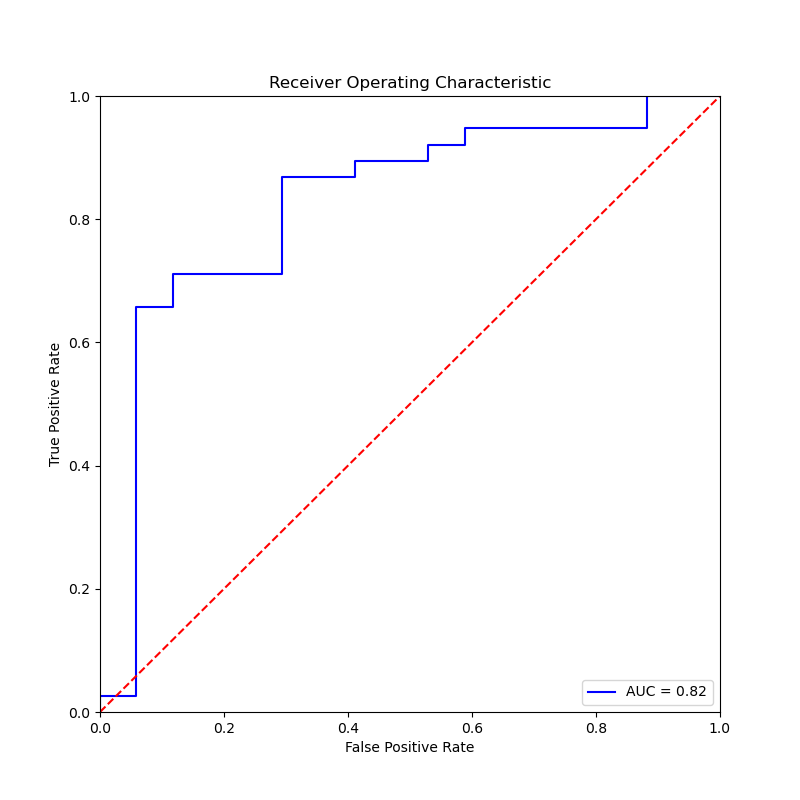 Receiver Operating Characteristic
1.0
0.8
0.6
0.4
0.2
0.0
True Positive Rate
AUC = 0.82
0.0 0.2 0.4 0.6 0.8 1.0
False Positive Rate